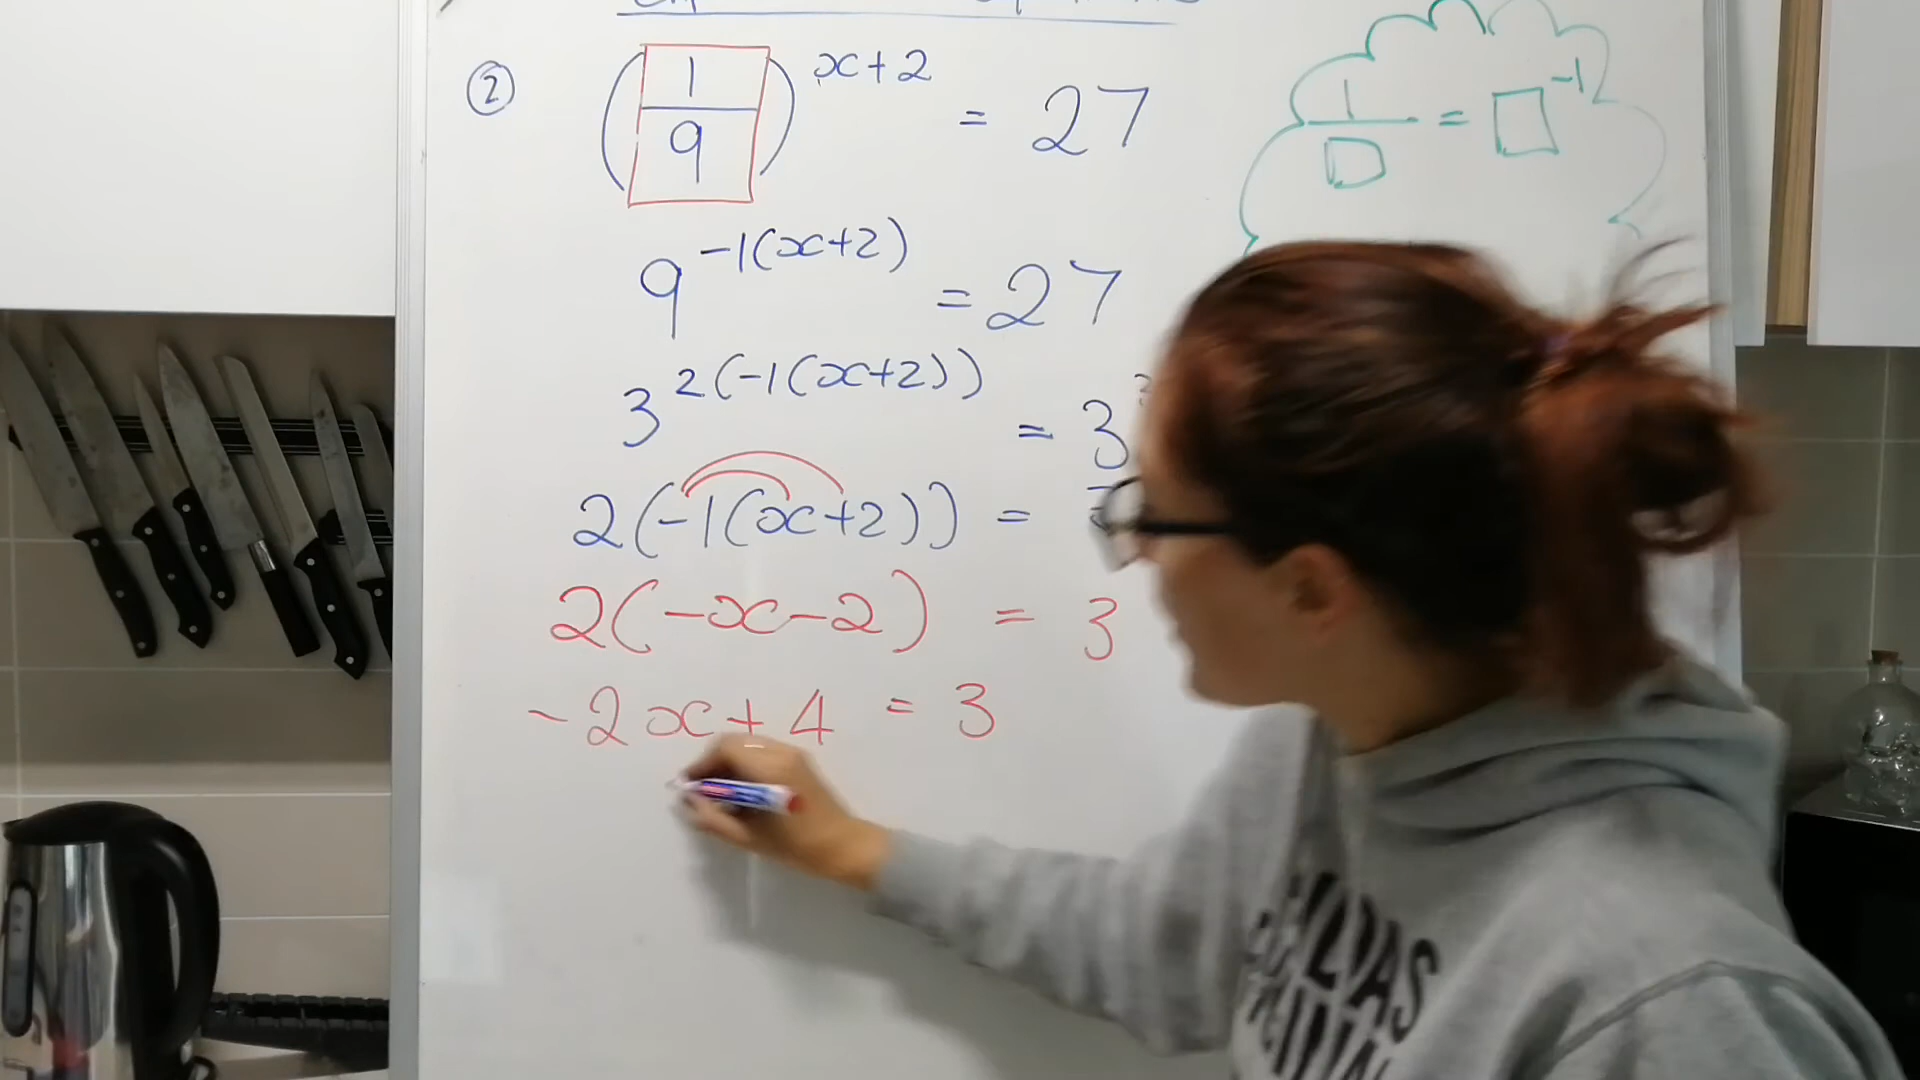 ② (1/9)^(x+2) = 27
1/□ = □^-1
9^(-1(x+2)) = 27
3^(2(-1(x+2))) = 3
2(-1(x+2)) =
2(-x-2) = 3
-2x+4 = 3